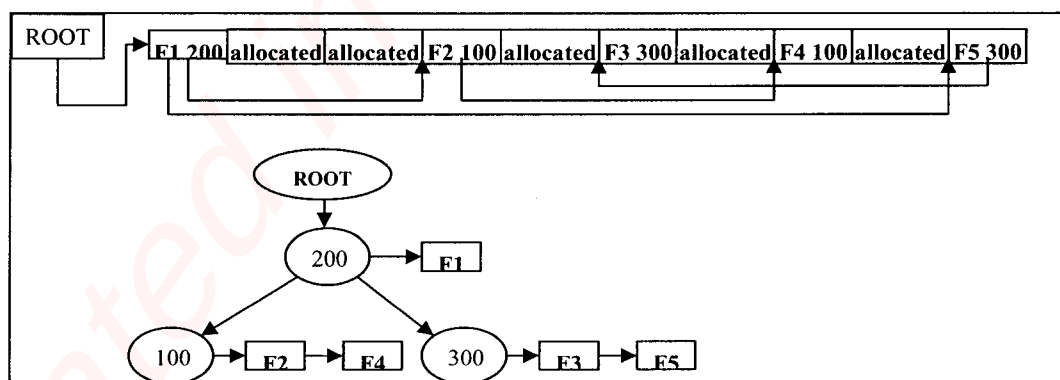 ROOT
F1 200 allocated allocated F2 100 allocated F3 300 allocated F4 100 allocated F5 300
ROOT
200 F1
100 F2 F4 300 F3 F5